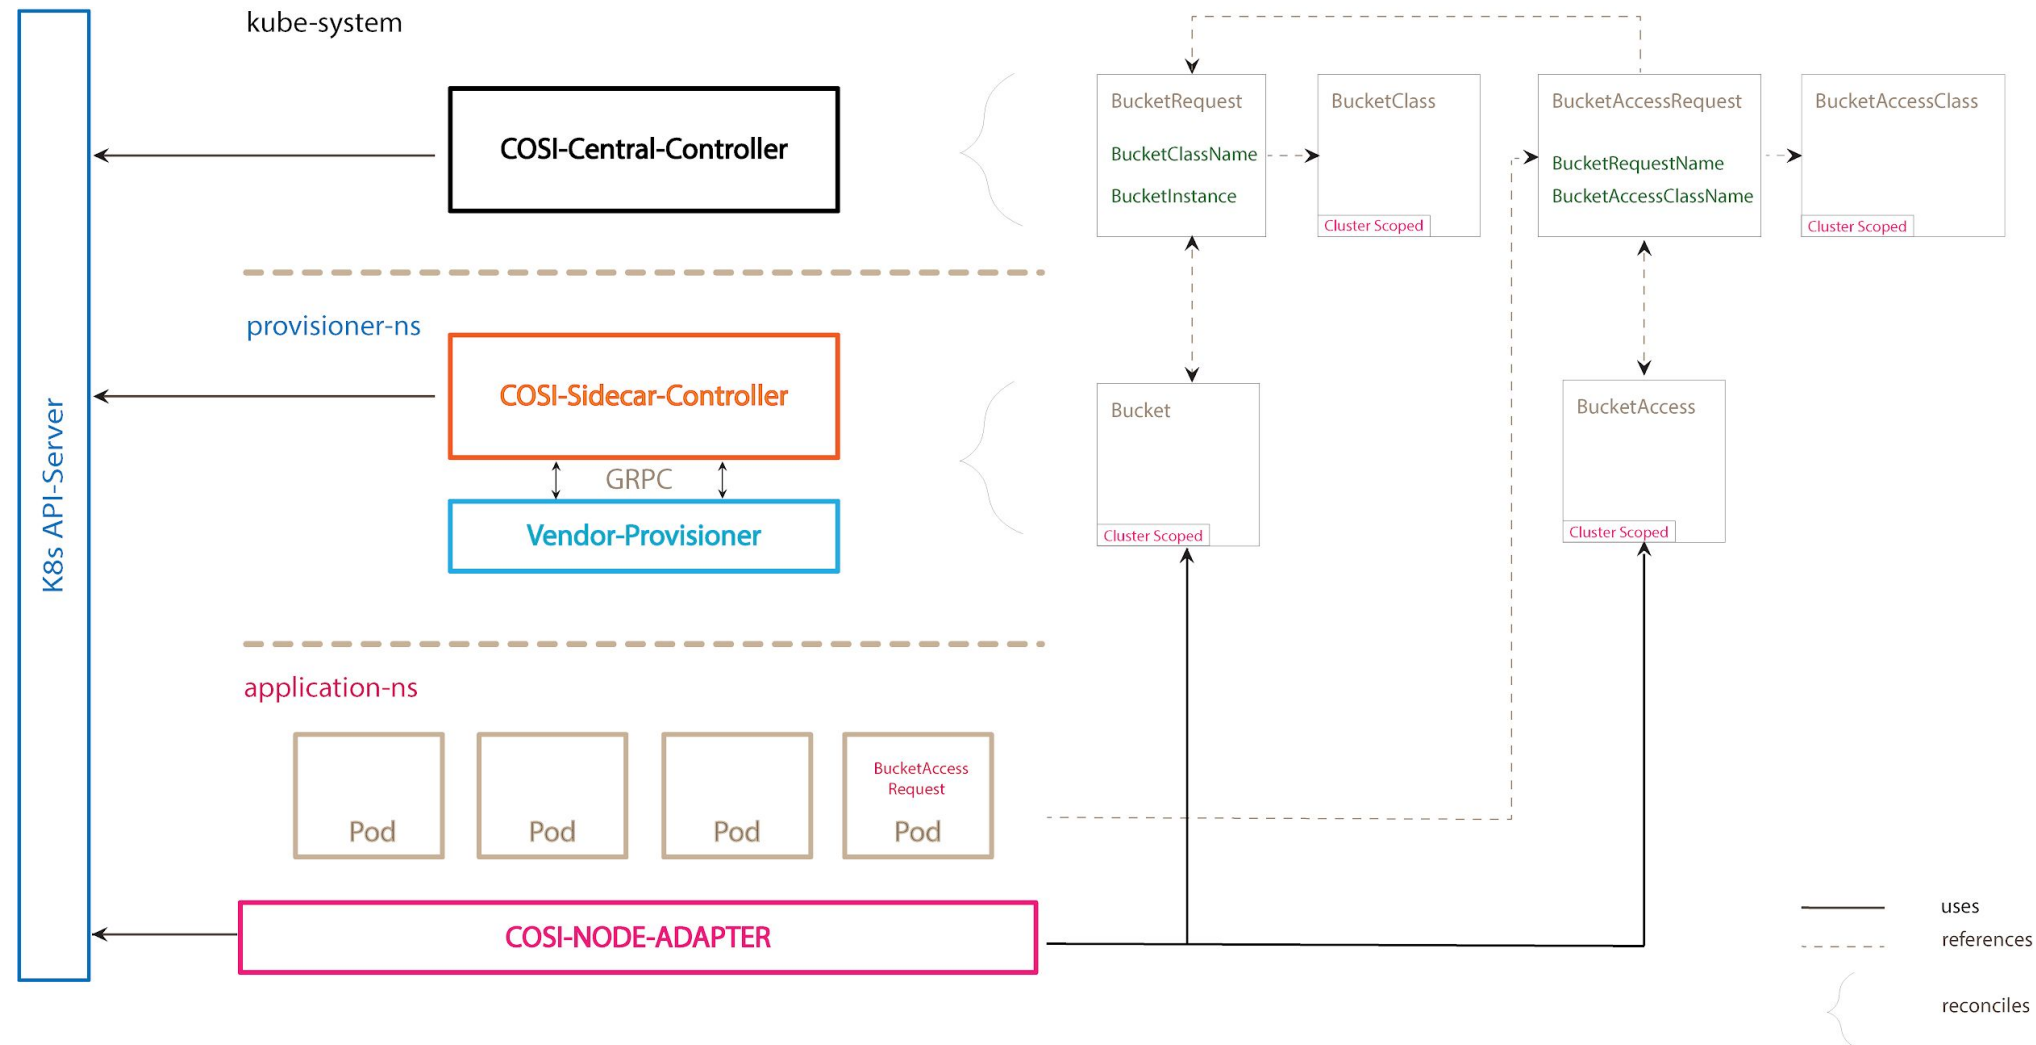 kube-system
K8s API-Server
COSI-Central-Controller
BucketRequest
BucketClassName
BucketInstance
BucketClass
Cluster Scoped
BucketAccessRequest
BucketRequestName
BucketAccessClassName
BucketAccessClass
Cluster Scoped
provisioner-ns
COSI-Sidecar-Controller
GRPC
Vendor-Provisioner
Bucket
Cluster Scoped
BucketAccess
Cluster Scoped
application-ns
Pod
Pod
Pod
BucketAccess
Request
Pod
COSI-NODE-ADAPTER
uses
references
reconciles